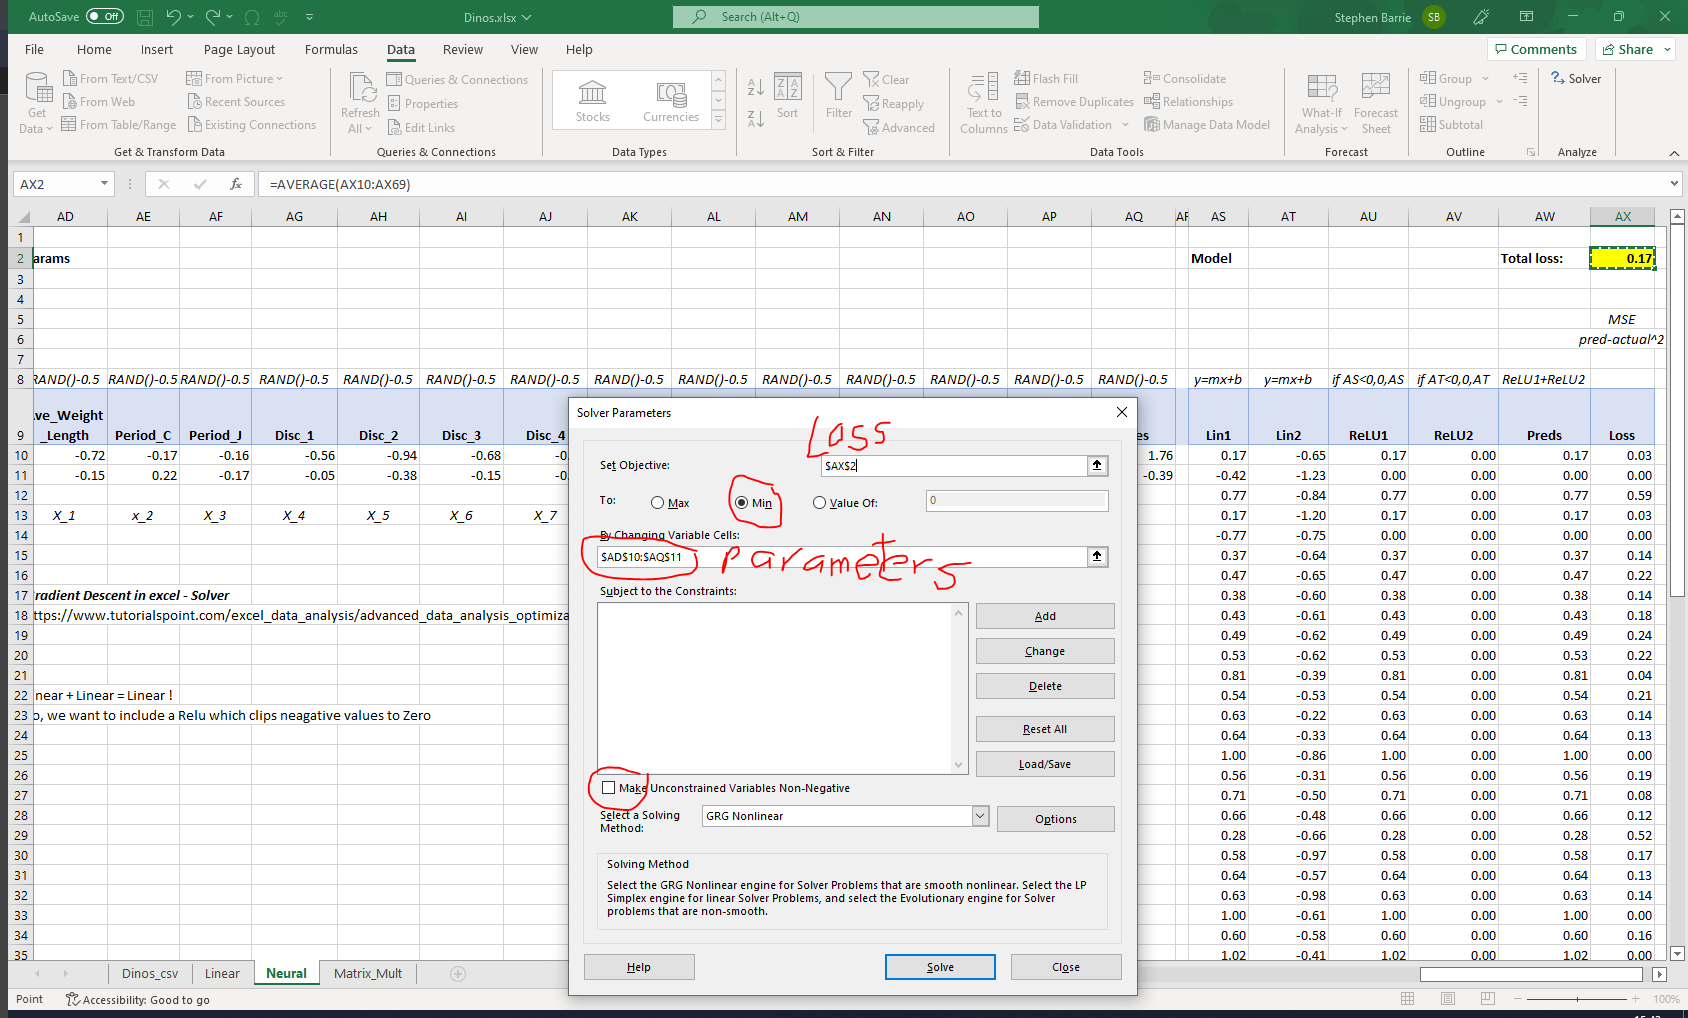 AutoSave Off Dinos.xlsx Search (Alt+Q) Stephen Barrie SB
File Home Insert Page Layout Formulas Data Review View Help Comments Share
From Text/CSV From Picture Queries & Connections Clear Flash Fill Consolidate Group Solver
From Web Recent Sources Properties Reapply Remove Duplicates Relationships Ungroup
From Table/Range Existing Connections Edit Links Advanced Data Validation Manage Data Model Subtotal
Get Data Refresh All Stocks Currencies Sort Filter Text to Columns What-If Analysis Forecast Sheet
Get & Transform Data Queries & Connections Data Types Sort & Filter Data Tools Forecast Outline Analyze
AX2 fx =AVERAGE(AX10:AX69)
AD AE AF AG AH AI AJ AK AL AM AN AO AP AQ AF AS AT AU AV AW AX
1
2 arams Model Total loss: 0.17
3
4
5 MSE
6 pred-actual^2
7
8 RAND()-0.5 RAND()-0.5 RAND()-0.5 RAND()-0.5 RAND()-0.5 RAND()-0.5 RAND()-0.5 RAND()-0.5 RAND()-0.5 RAND()-0.5 RAND()-0.5 RAND()-0.5 RAND()-0.5 RAND()-0.5 y=mx+b y=mx+b if AS<0,0,AS if AT<0,0,AT ReLU1+ReLU2
ve_Weight
9 _Length Period_C Period_J Disc_1 Disc_2 Disc_3 Disc_4 es Lin1 Lin2 ReLU1 ReLU2 Preds Loss
10 -0.72 -0.17 -0.16 -0.56 -0.94 -0.68 -0. 1.76 0.17 -0.65 0.17 0.00 0.17 0.03
11 -0.15 0.22 -0.17 -0.05 -0.38 -0.15 -0. -0.39 -0.42 -1.23 0.00 0.00 0.00 0.00
12 0.77 -0.84 0.77 0.00 0.77 0.59
13 X_1 x_2 X_3 X_4 X_5 X_6 X_7 0.17 -1.20 0.17 0.00 0.17 0.03
14 -0.77 -0.75 0.00 0.00 0.00 0.00
15 0.37 -0.64 0.37 0.00 0.37 0.14
16 0.47 -0.65 0.47 0.00 0.47 0.22
17 radient Descent in excel - Solver 0.38 -0.60 0.38 0.00 0.38 0.14
18 ttps://www.tutorialspoint.com/excel_data_analysis/advanced_data_analysis_optimiza 0.43 -0.61 0.43 0.00 0.43 0.18
19 0.49 -0.62 0.49 0.00 0.49 0.24
20 0.53 -0.62 0.53 0.00 0.53 0.22
21 0.81 -0.39 0.81 0.00 0.81 0.04
22 near + Linear = Linear ! 0.54 -0.53 0.54 0.00 0.54 0.21
23 o, we want to include a Relu which clips neagative values to Zero 0.63 -0.22 0.63 0.00 0.63 0.14
24 0.64 -0.33 0.64 0.00 0.64 0.13
25 1.00 -0.86 1.00 0.00 1.00 0.00
26 0.56 -0.31 0.56 0.00 0.56 0.19
27 0.71 -0.50 0.71 0.00 0.71 0.08
28 0.66 -0.48 0.66 0.00 0.66 0.12
29 0.28 -0.66 0.28 0.00 0.28 0.52
30 0.58 -0.97 0.58 0.00 0.58 0.17
31 0.64 -0.57 0.64 0.00 0.64 0.13
32 0.63 -0.98 0.63 0.00 0.63 0.14
33 1.00 -0.61 1.00 0.00 1.00 0.00
34 0.60 -0.58 0.60 0.00 0.60 0.16
35 1.02 -0.41 1.02 0.00 1.02 0.00
Solver Parameters
Loss
Set Objective: $AX$2
To: Max Min Value Of: 0
By Changing Variable Cells:
$AD$10:$AQ$11 Parameters
Subject to the Constraints:
Add
Change
Delete
Reset All
Load/Save
Make Unconstrained Variables Non-Negative
Select a Solving Method: GRG Nonlinear Options
Solving Method
Select the GRG Nonlinear engine for Solver Problems that are smooth nonlinear. Select the LP
Simplex engine for linear Solver Problems, and select the Evolutionary engine for Solver
problems that are non-smooth.
Help Solve Close
Dinos_csv Linear Neural Matrix_Mult
Point Accessibility: Good to go 100%